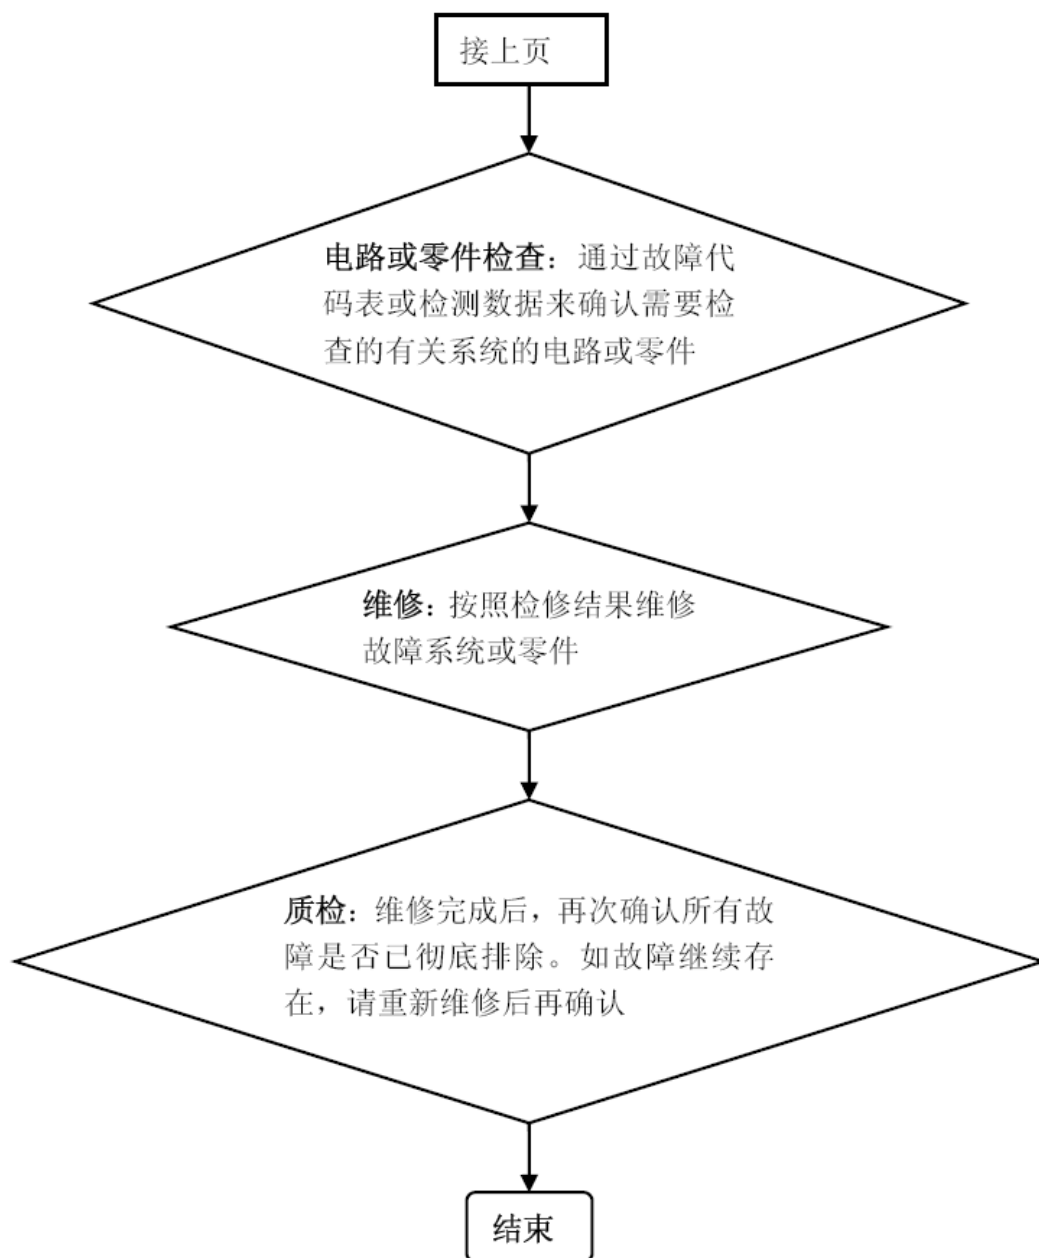 接上页
电路或零件检查：通过故障代
码表或检测数据来确认需要检
查的有关系统的电路或零件
维修：按照检修结果维修
故障系统或零件
质检：维修完成后，再次确认所有故
障是否已彻底排除。如故障继续存
在，请重新维修后再确认
结束